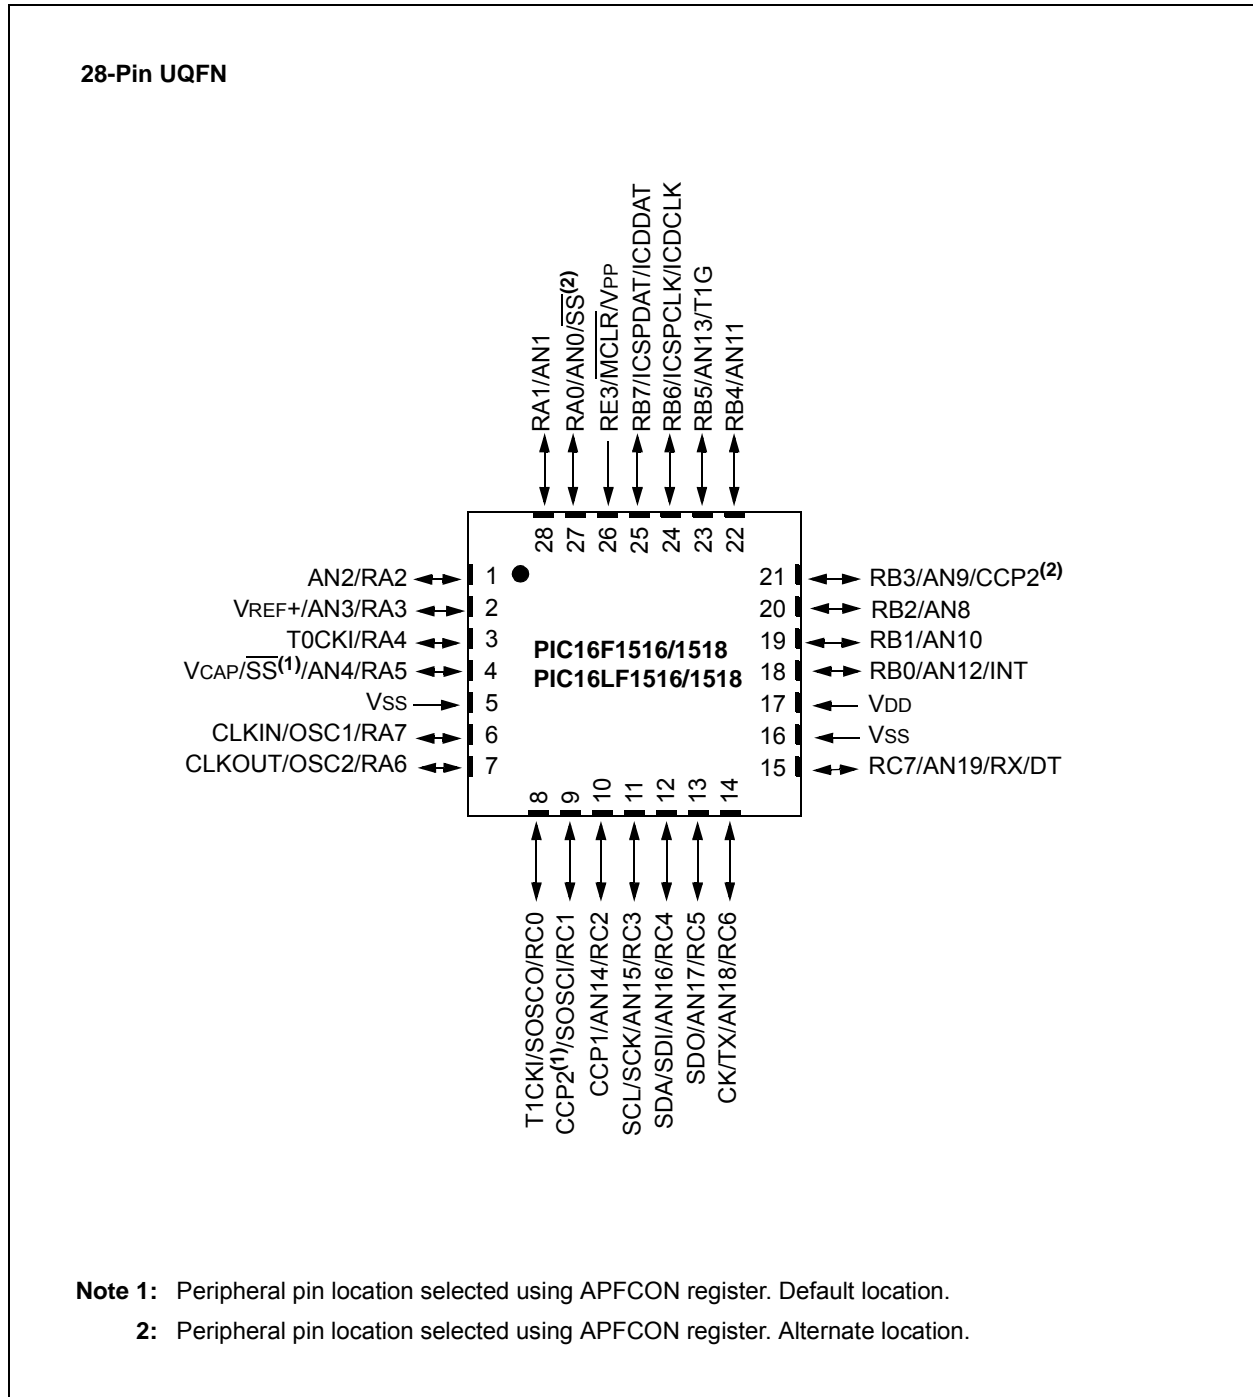 28-Pin UQFN
RA1/AN1
RA0/AN0/SS(2)
RE3/MCLR/VPP
RB7/ICSPDAT/ICDDAT
RB6/ICSPCLK/ICDCLK
RB5/AN13/T1G
RB4/AN11
28
27
26
25
24
23
22
AN2/RA2
1
VREF+/AN3/RA3
2
T0CKI/RA4
3
VCAP/SS(1)/AN4/RA5
4
VSS
5
CLKIN/OSC1/RA7
6
CLKOUT/OSC2/RA6
7
PIC16F1516/1518
PIC16LF1516/1518
21
RB3/AN9/CCP2(2)
20
RB2/AN8
19
RB1/AN10
18
RB0/AN12/INT
17
VDD
16
VSS
15
RC7/AN19/RX/DT
8
9
10
11
12
13
14
T1CKI/SOSCO/RC0
CCP2(1)/SOSCI/RC1
CCP1/AN14/RC2
SCL/SCK/AN15/RC3
SDA/SDI/AN16/RC4
SDO/AN17/RC5
CK/TX/AN18/RC6
Note 1: Peripheral pin location selected using APFCON register. Default location.
2: Peripheral pin location selected using APFCON register. Alternate location.